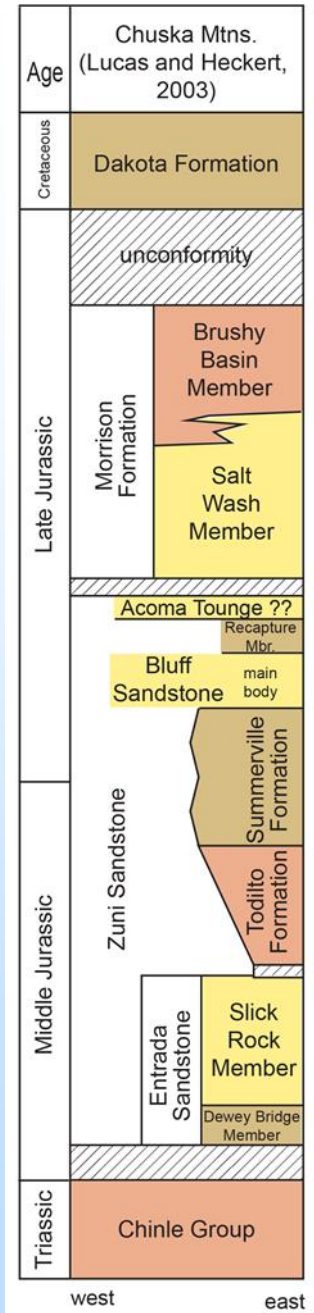 Age
Chuska Mtns.
(Lucas and Heckert,
2003)
Cretaceous
Dakota Formation
unconformity
Late Jurassic
Morrison
Formation
Brushy
Basin
Member
Salt
Wash
Member
Acoma Tounge ??
Recapture
Mbr.
Bluff
Sandstone
main
body
Zuni Sandstone
Summerville
Formation
Todilto
Formation
Middle Jurassic
Entrada
Sandstone
Slick
Rock
Member
Dewey Bridge
Member
Triassic
Chinle Group
west
east